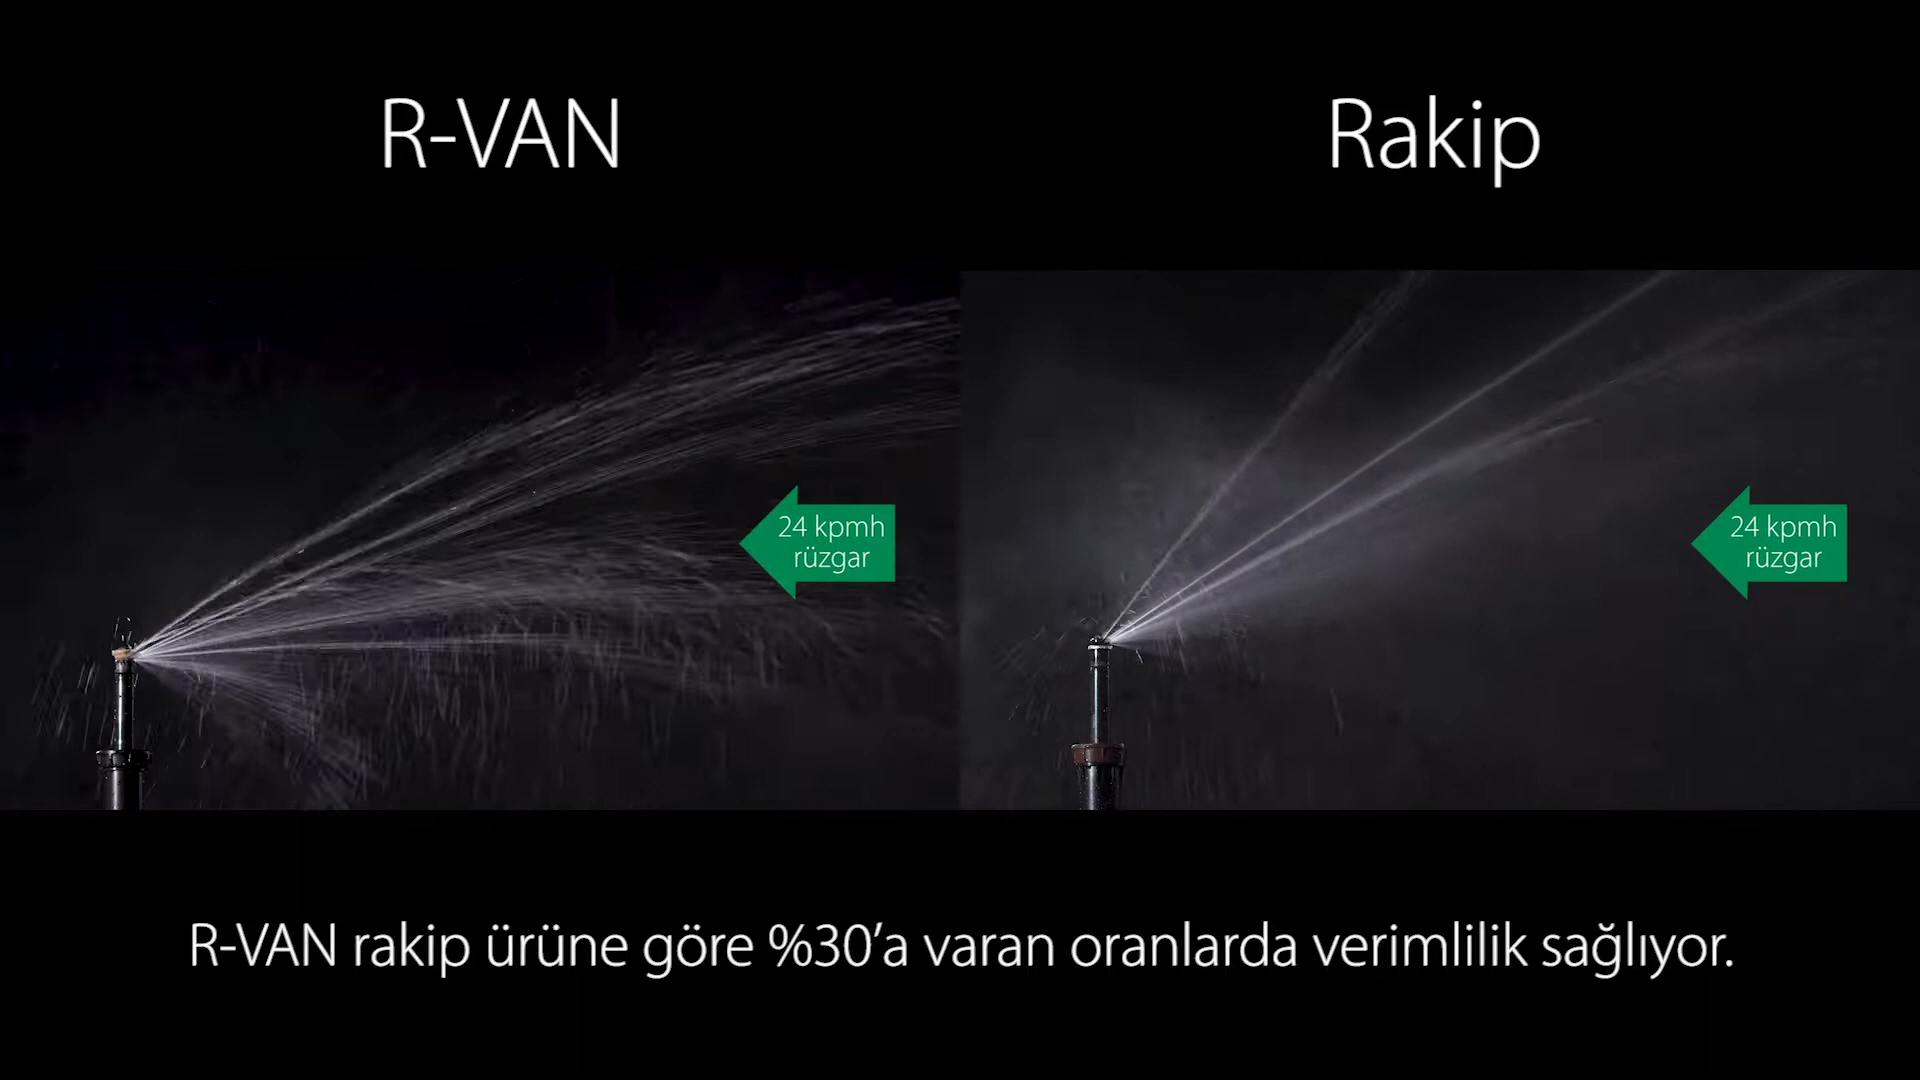 R-VAN
Rakip
24 kpmh
rüzgar
24 kpmh
rüzgar
R-VAN rakip ürüne göre %30’a varan oranlarda verimlilik sağlıyor.